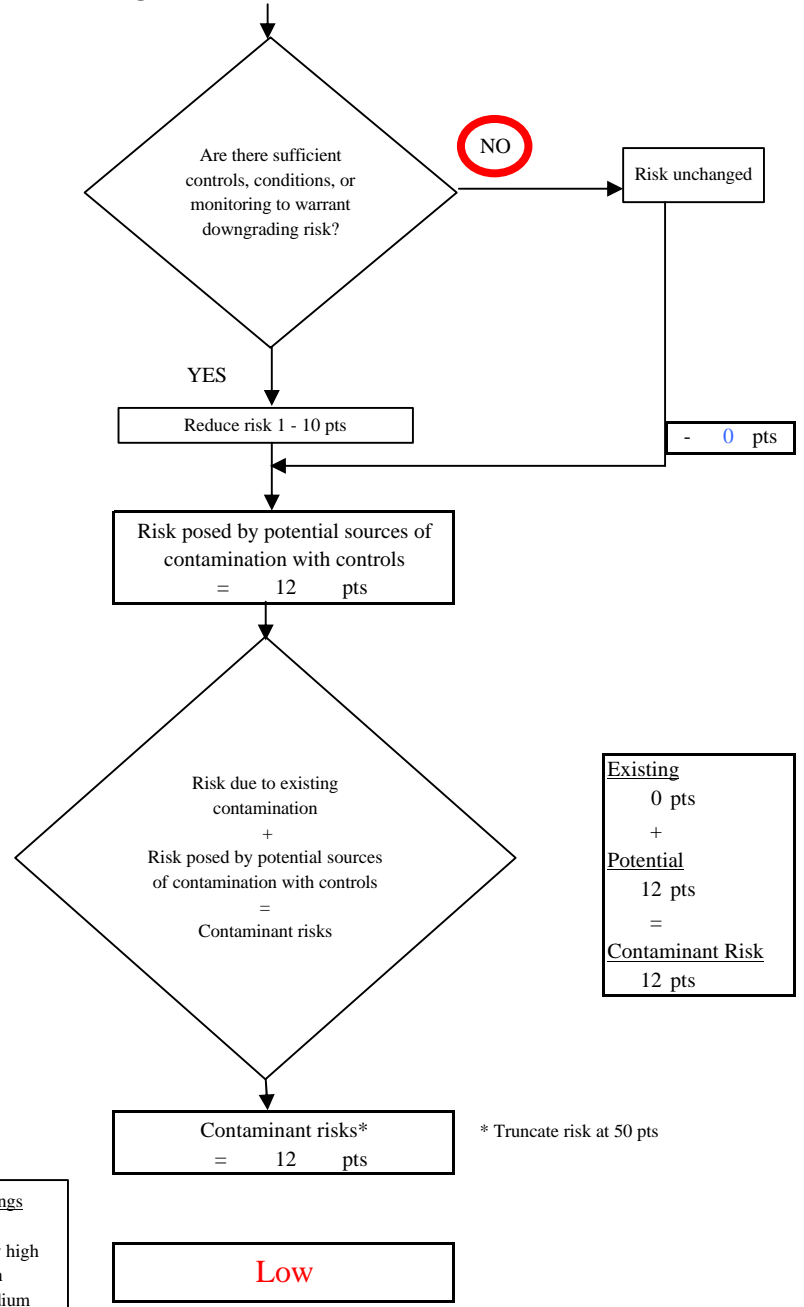 Are there sufficient
controls, conditions, or
monitoring to warrant
downgrading risk?
NO
Risk unchanged
YES
Reduce risk 1 - 10 pts
- 0 pts
Risk posed by potential sources of
contamination with controls
= 12 pts
Risk due to existing
contamination
+
Risk posed by potential sources
of contamination with controls
=
Contaminant risks
Existing
0 pts
+
Potential
12 pts
=
Contaminant Risk
12 pts
Contaminant risks*
= 12 pts
* Truncate risk at 50 pts
high
Low